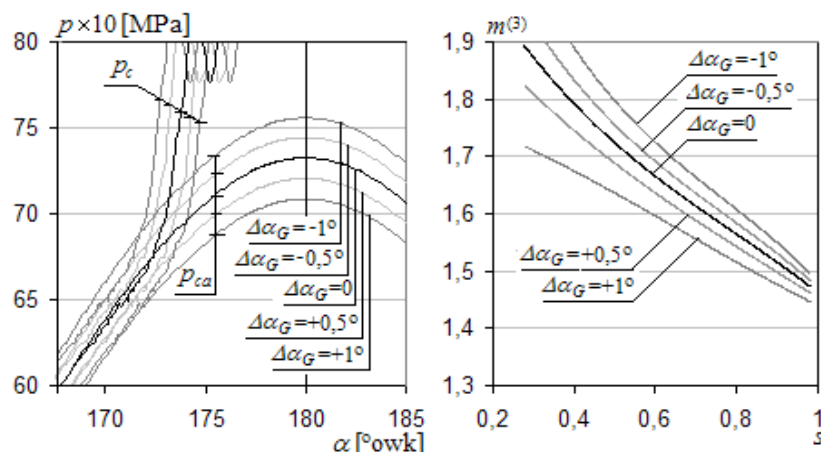 p×10 [MPa]
80
75
70
65
60
p_c
p_ca
Δα_G=-1°
Δα_G=-0,5°
Δα_G=0
Δα_G=+0,5°
Δα_G=+1°
170
175
180
185
α [°owk]
m⁽³⁾
1,9
1,8
1,7
1,6
1,5
1,4
1,3
Δα_G=-1°
Δα_G=-0,5°
Δα_G=0
Δα_G=+0,5°
Δα_G=+1°
0,2
0,4
0,6
0,8
1